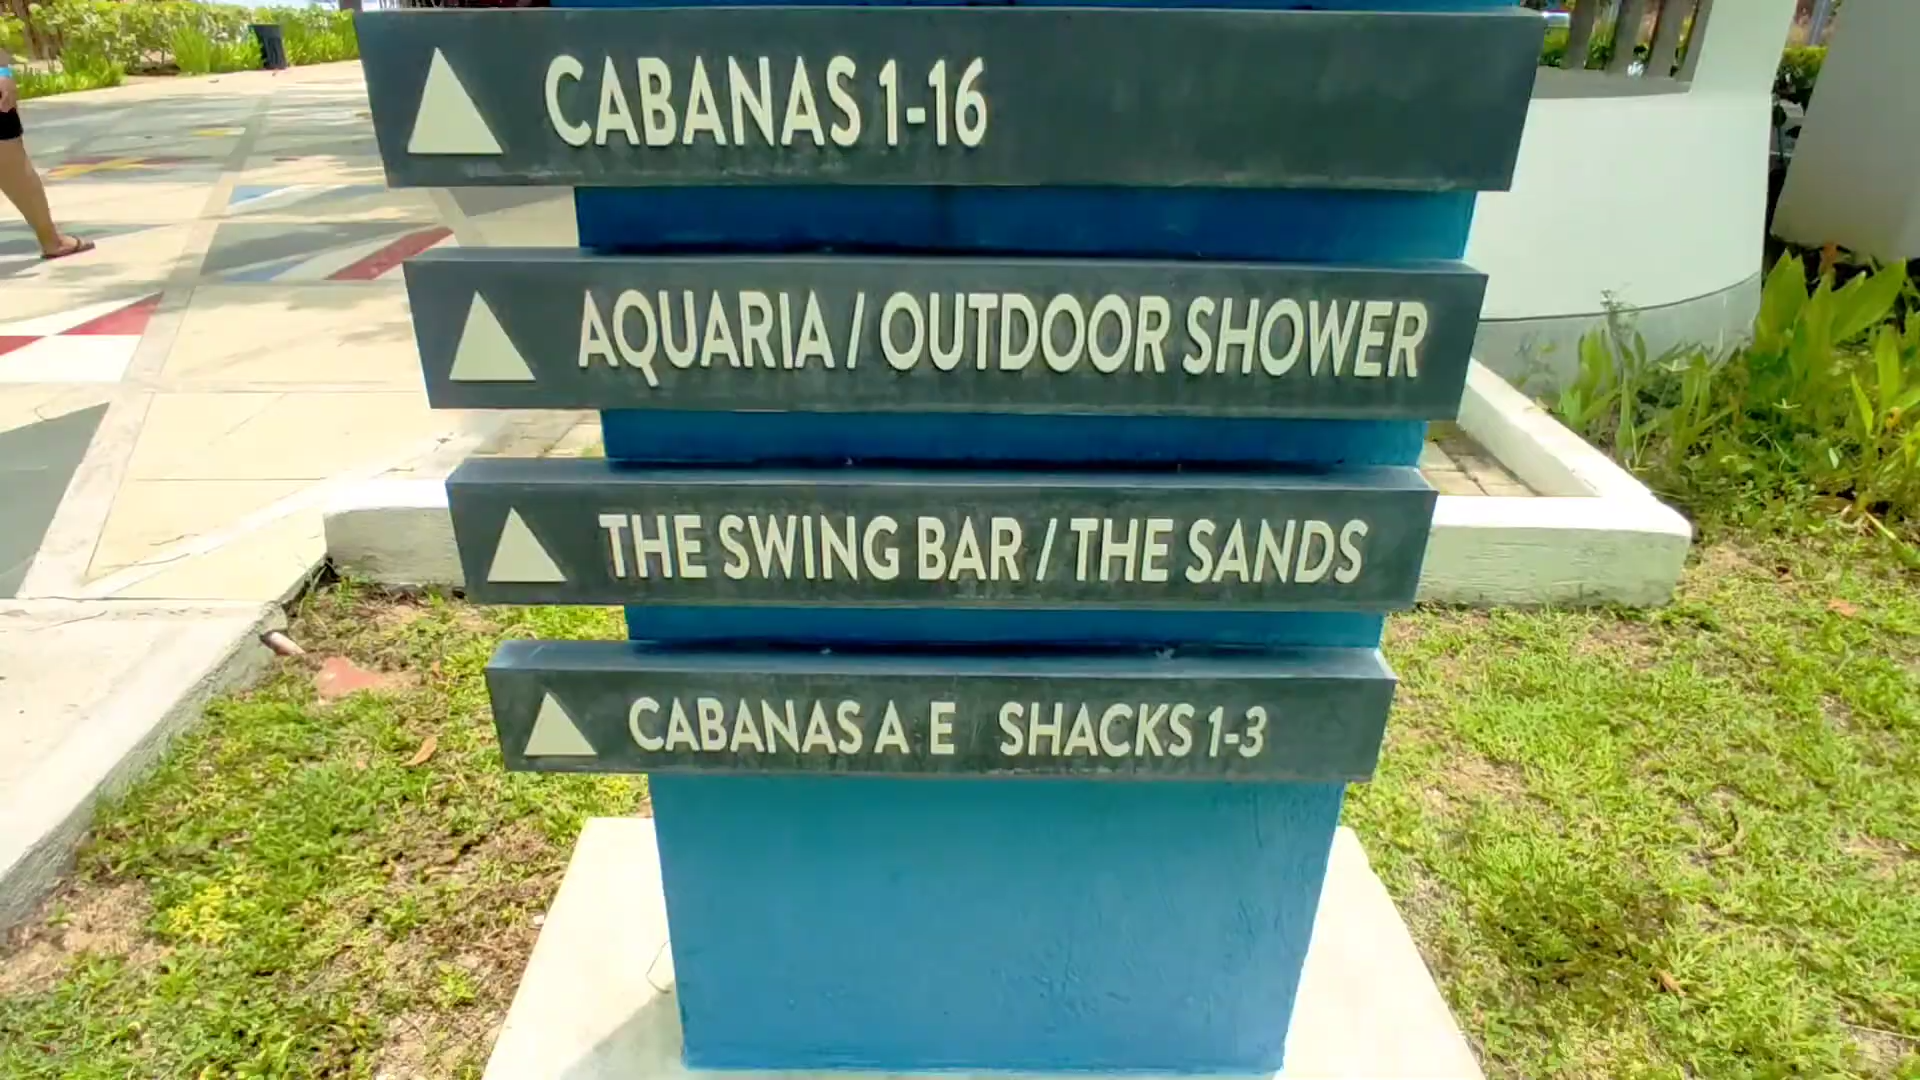 CABANAS 1-16
AQUARIA / OUTDOOR SHOWER
THE SWING BAR / THE SANDS
CABANAS A E SHACKS 1-3